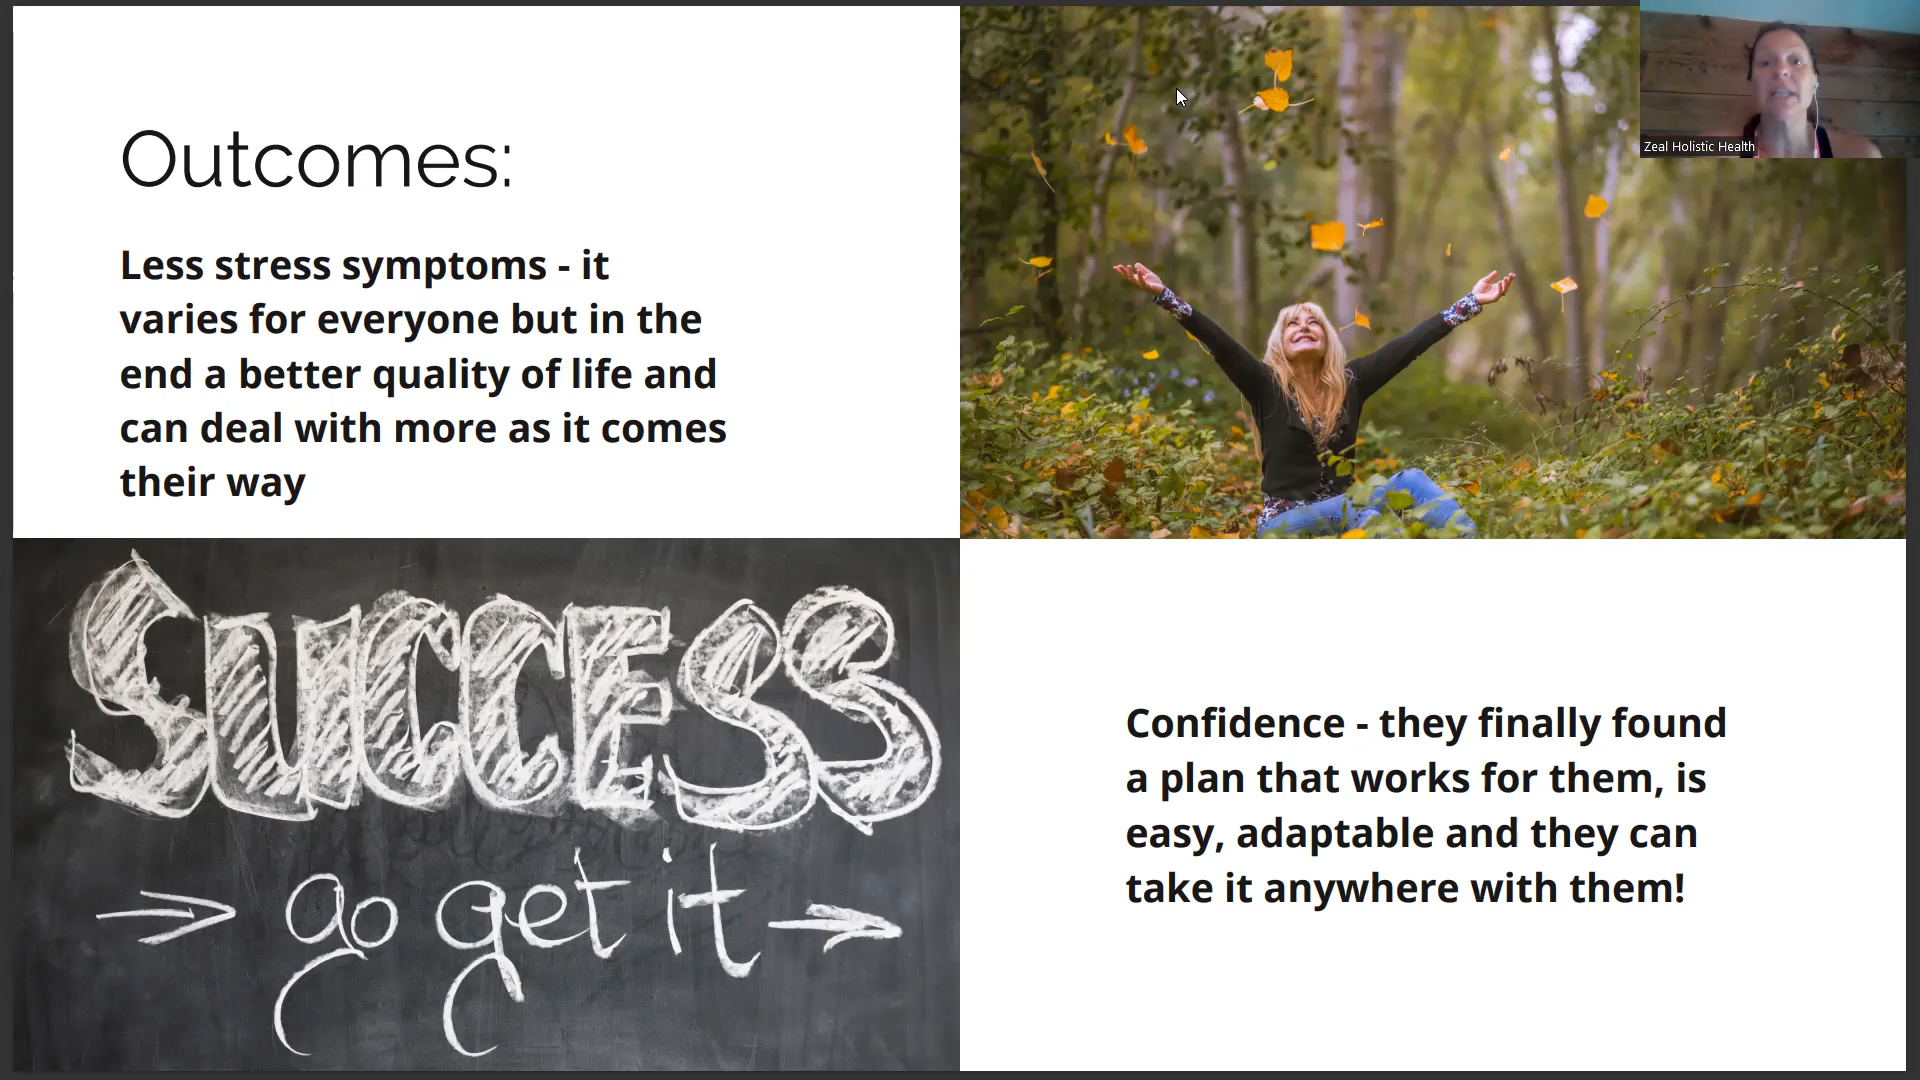 Outcomes:
Less stress symptoms - it
varies for everyone but in the
end a better quality of life and
can deal with more as it comes
their way
Zeal Holistic Health
SUCCESS
go get it
Confidence - they finally found
a plan that works for them, is
easy, adaptable and they can
take it anywhere with them!